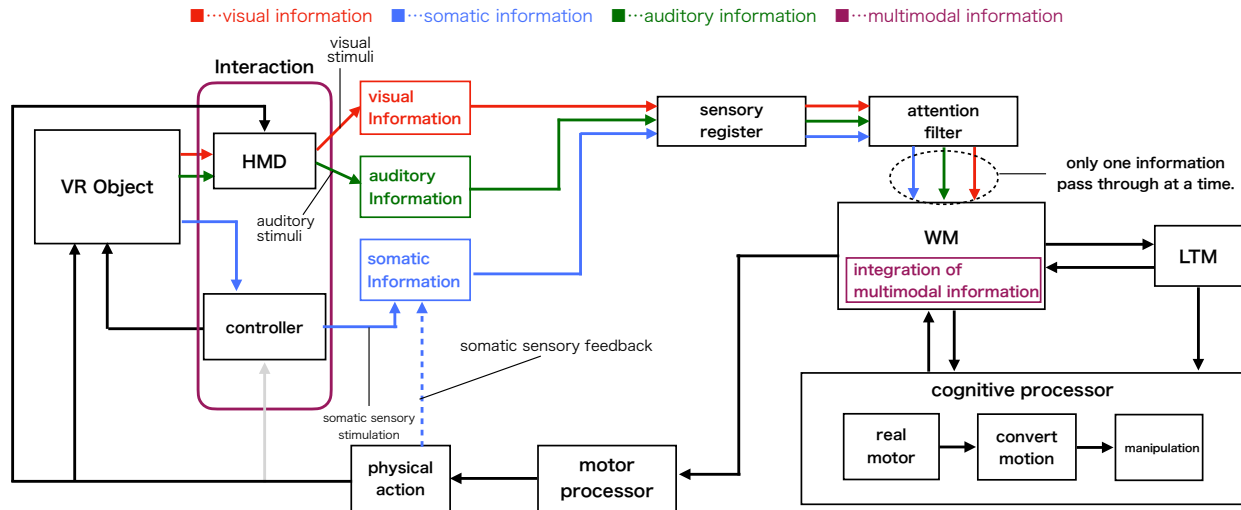 ■…visual information ■…somatic information ■…auditory information ■…multimodal information
visual
stimuli
Interaction
visual
Information
sensory
register
attention
filter
HMD
VR Object
auditory
Information
only one information
pass through at a time.
auditory
stimuli
somatic
Information
WM
integration of
multimodal information
LTM
controller
somatic sensory feedback
somatic sensory
stimulation
cognitive processor
real
motor
convert
motion
manipulation
physical
action
motor
processor